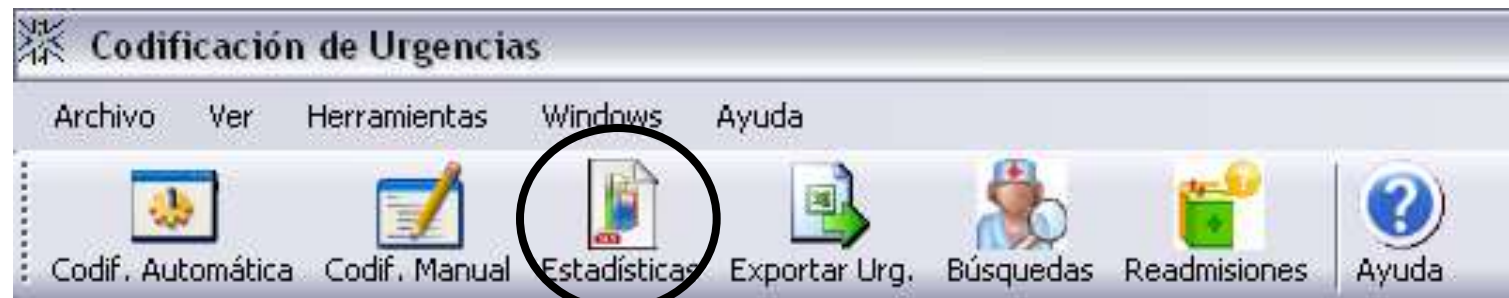 Codificación de Urgencias
Archivo Ver Herramientas Windows Ayuda
Codif. Automática Codif. Manual Estadísticas Exportar Urg. Búsquedas Readmisiones Ayuda